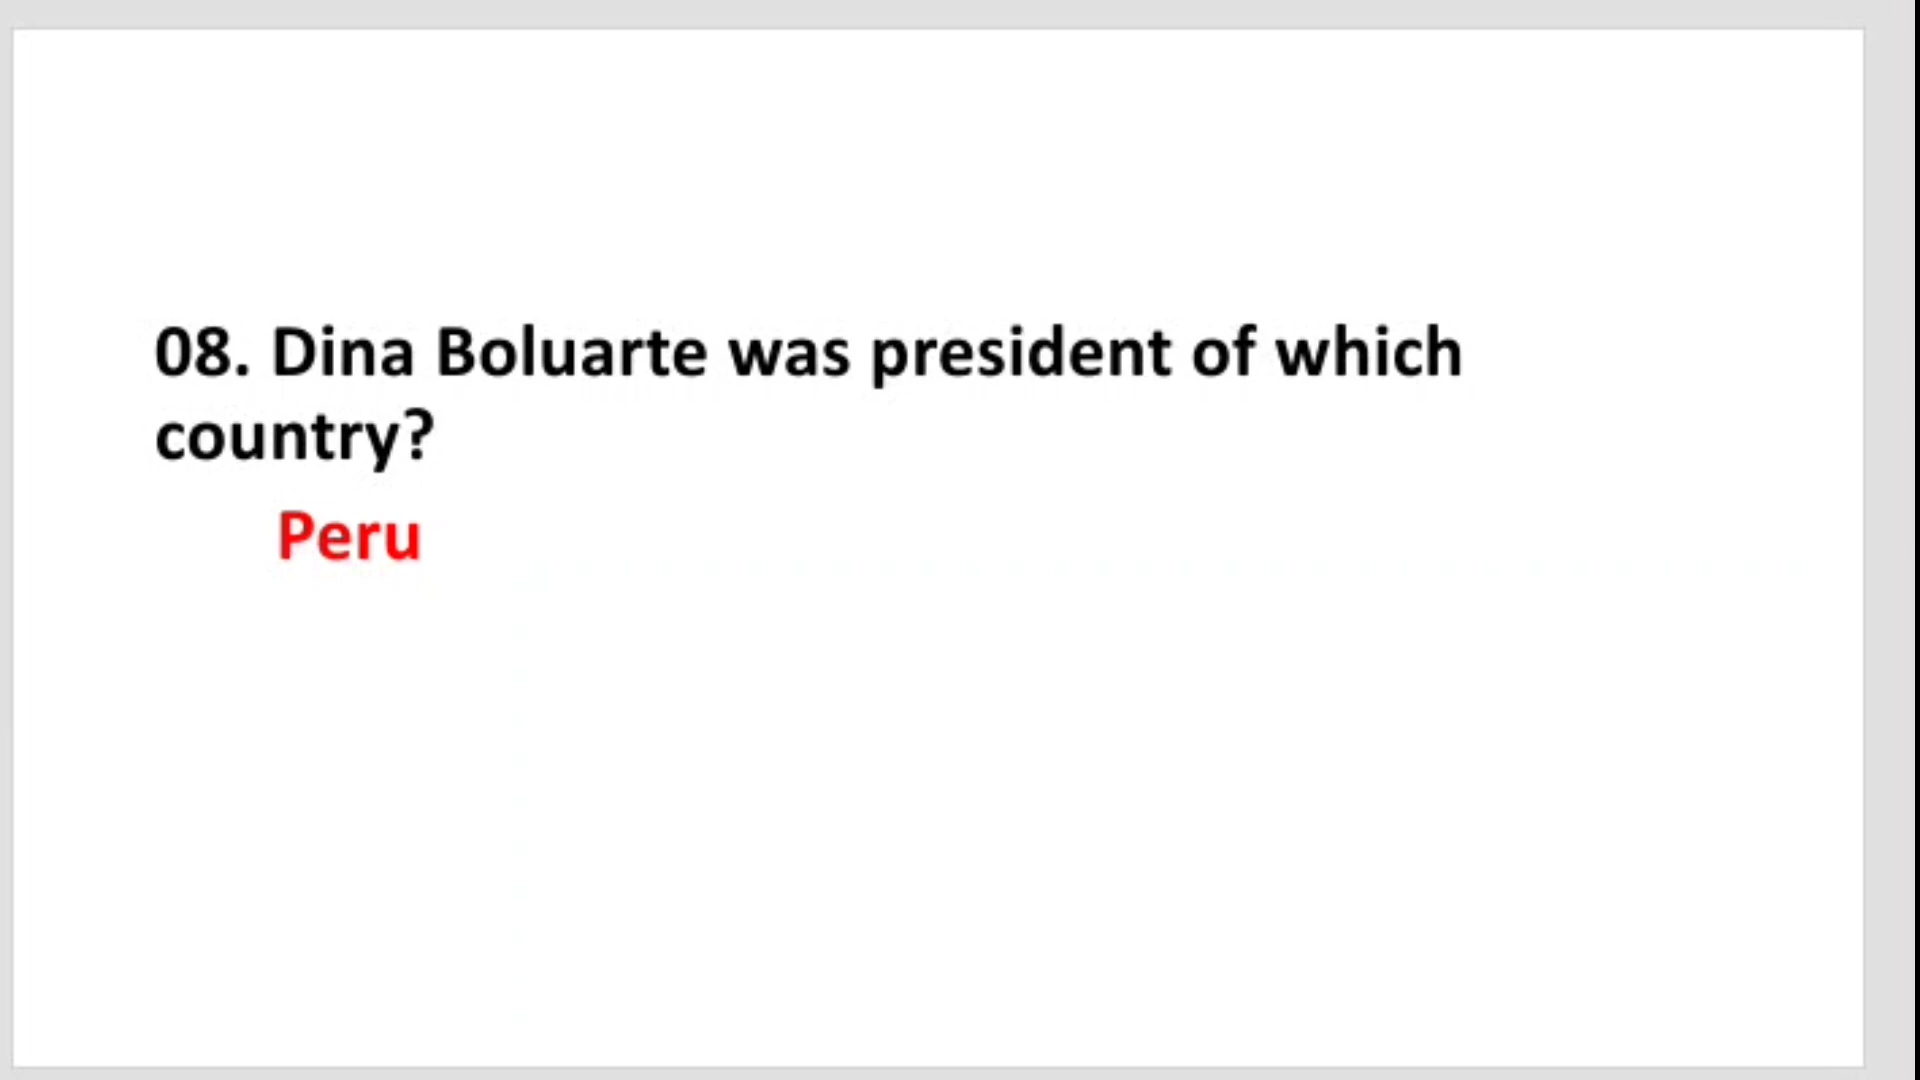 08. Dina Boluarte was president of which
country?
Peru